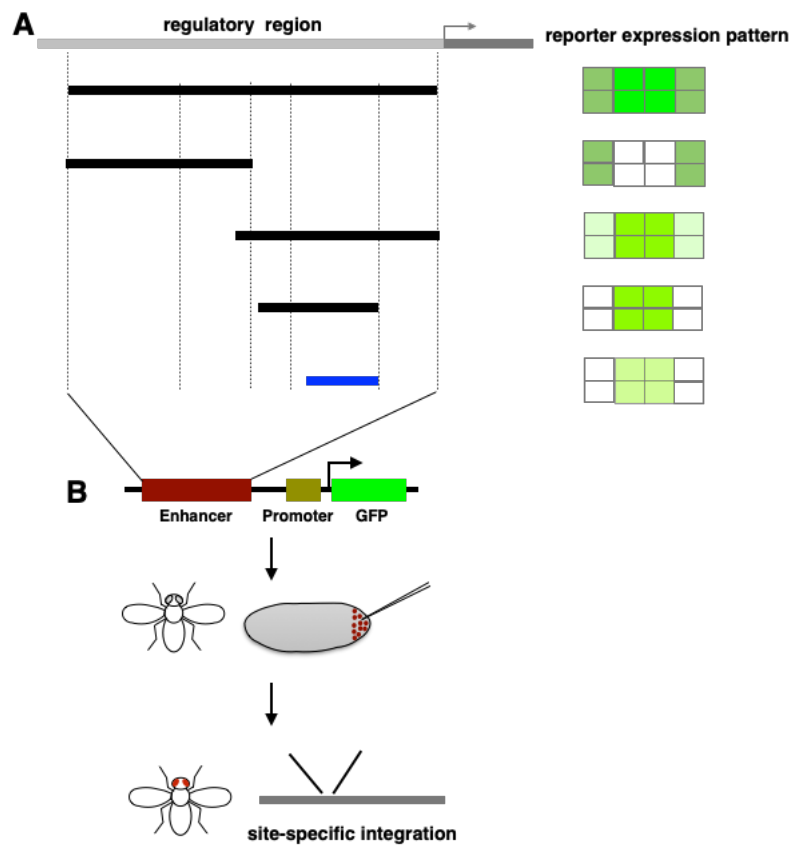 A
regulatory region
reporter expression pattern
B
Enhancer
Promoter
GFP
site-specific integration